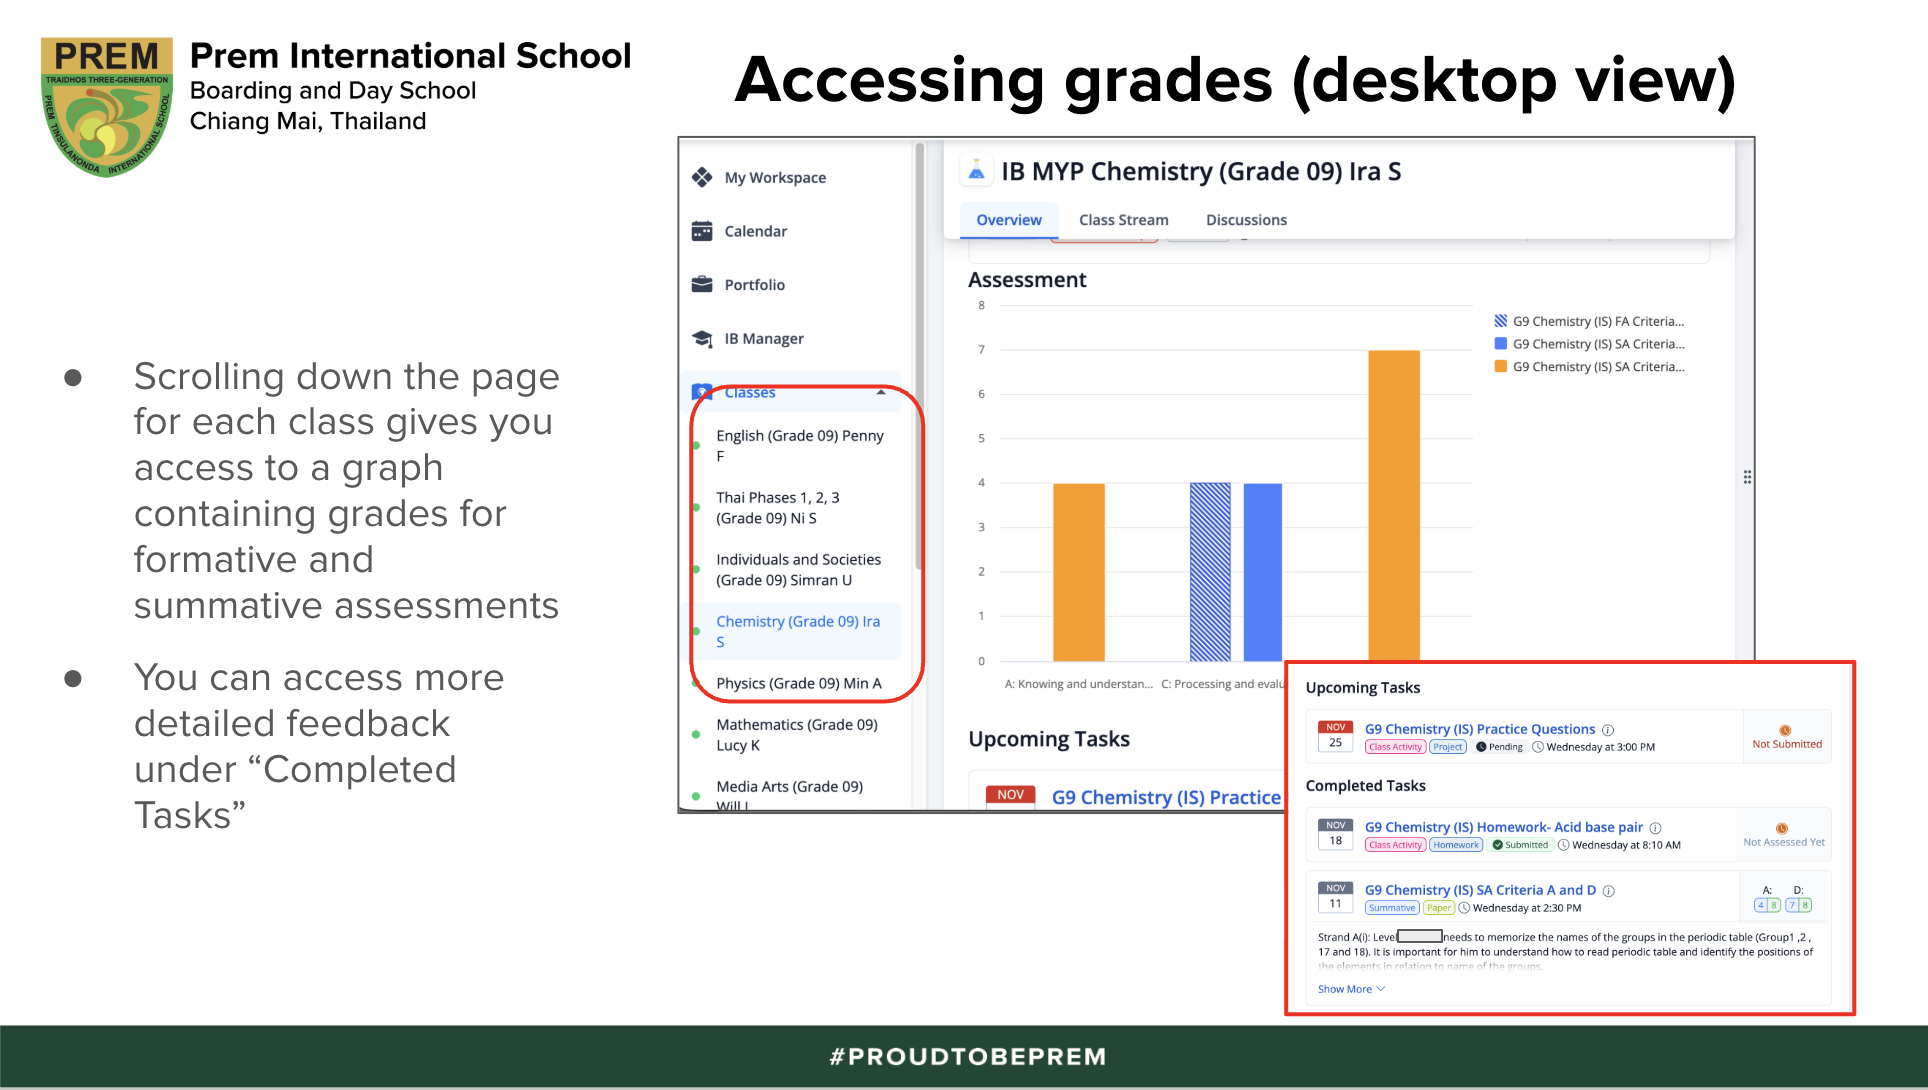 PREM
TRAIDHOS THREE-GENERATION
PREM TINSULANONDA INTERNATIONAL SCHOOL
Prem International School
Boarding and Day School
Chiang Mai, Thailand
Accessing grades (desktop view)
● Scrolling down the page
for each class gives you
access to a graph
containing grades for
formative and
summative assessments
● You can access more
detailed feedback
under “Completed
Tasks”
My Workspace
Calendar
Portfolio
IB Manager
Classes
English (Grade 09) Penny
F
Thai Phases 1, 2, 3
(Grade 09) Ni S
Individuals and Societies
(Grade 09) Simran U
Chemistry (Grade 09) Ira
S
Physics (Grade 09) Min A
Mathematics (Grade 09)
Lucy K
Media Arts (Grade 09)
IB MYP Chemistry (Grade 09) Ira S
Overview
Class Stream
Discussions
Assessment
8
7
6
5
4
3
2
1
0
A: Knowing and understan...
C: Processing and evalu
G9 Chemistry (IS) FA Criteria...
G9 Chemistry (IS) SA Criteria...
G9 Chemistry (IS) SA Criteria...
Upcoming Tasks
NOV
G9 Chemistry (IS) Practice
Upcoming Tasks
NOV
25
G9 Chemistry (IS) Practice Questions
Class Activity Project Pending Wednesday at 3:00 PM
Not Submitted
Completed Tasks
NOV
18
G9 Chemistry (IS) Homework- Acid base pair
Class Activity Homework Submitted Wednesday at 8:10 AM
Not Assessed Yet
NOV
11
G9 Chemistry (IS) SA Criteria A and D
Summative Paper Wednesday at 2:30 PM
A: D:
4 8 7 8
Strand A(i): Level needs to memorize the names of the groups in the periodic table (Group1 ,2 ,
17 and 18). It is important for him to understand how to read periodic table and identify the positions of
the elements in relation to name of the groups.
Show More
#PROUDTOBEPREM